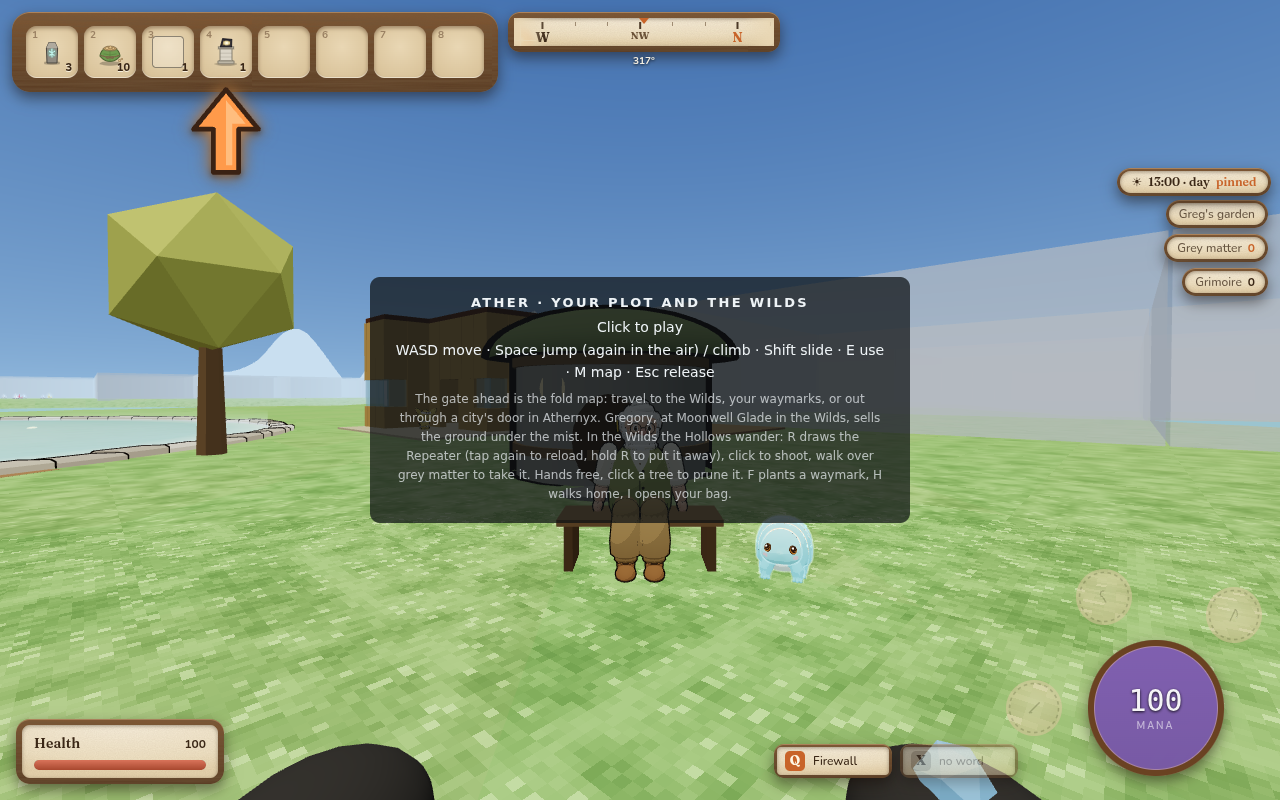 1 2 3 4 5 6 7 8
3 10 1 1
W NW N
317°
13:00 · day pinned
Greg's garden
Grey matter 0
Grimoire 0
ATHER · YOUR PLOT AND THE WILDS
Click to play
WASD move · Space jump (again in the air) / climb · Shift slide · E use
· M map · Esc release
The gate ahead is the fold map: travel to the Wilds, your waymarks, or out
through a city's door in Athernyx. Gregory, at Moonwell Glade in the Wilds, sells
the ground under the mist. In the Wilds the Hollows wander: R draws the
Repeater (tap again to reload, hold R to put it away), click to shoot, walk over
grey matter to take it. Hands free, click a tree to prune it. F plants a waymark, H
walks home, I opens your bag.
Health 100
Q Firewall
X no word
100
MANA